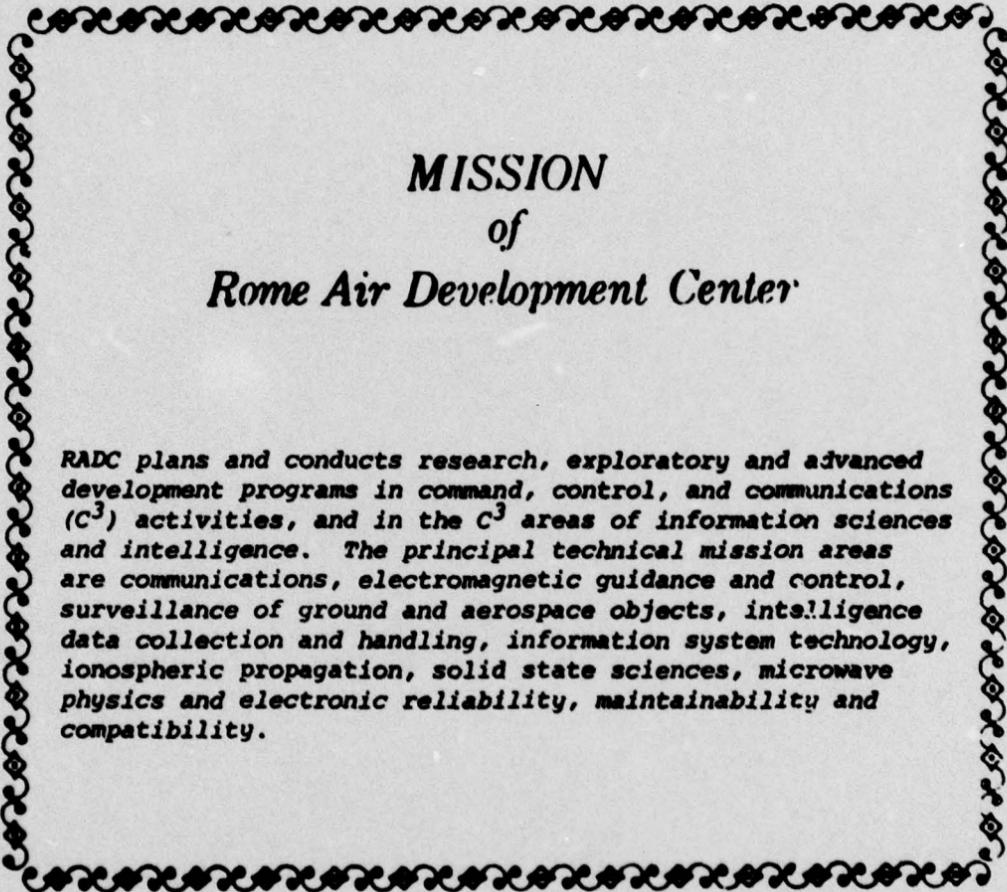 MISSION
of
Rome Air Development Center
RADC plans and conducts research, exploratory and advanced
development programs in command, control, and communications
(C³) activities, and in the C³ areas of information sciences
and intelligence. The principal technical mission areas
are communications, electromagnetic guidance and control,
surveillance of ground and aerospace objects, intelligence
data collection and handling, information system technology,
ionospheric propagation, solid state sciences, microwave
physics and electronic reliability, maintainability and
compatibility.